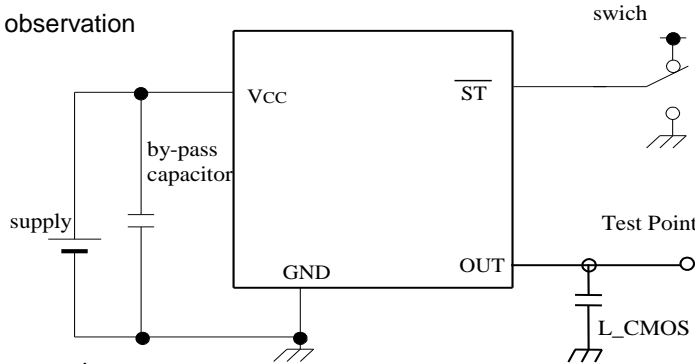 observation
swich
VCC
ST
by-pass
capacitor
supply
Test Point
GND
OUT
L_CMOS